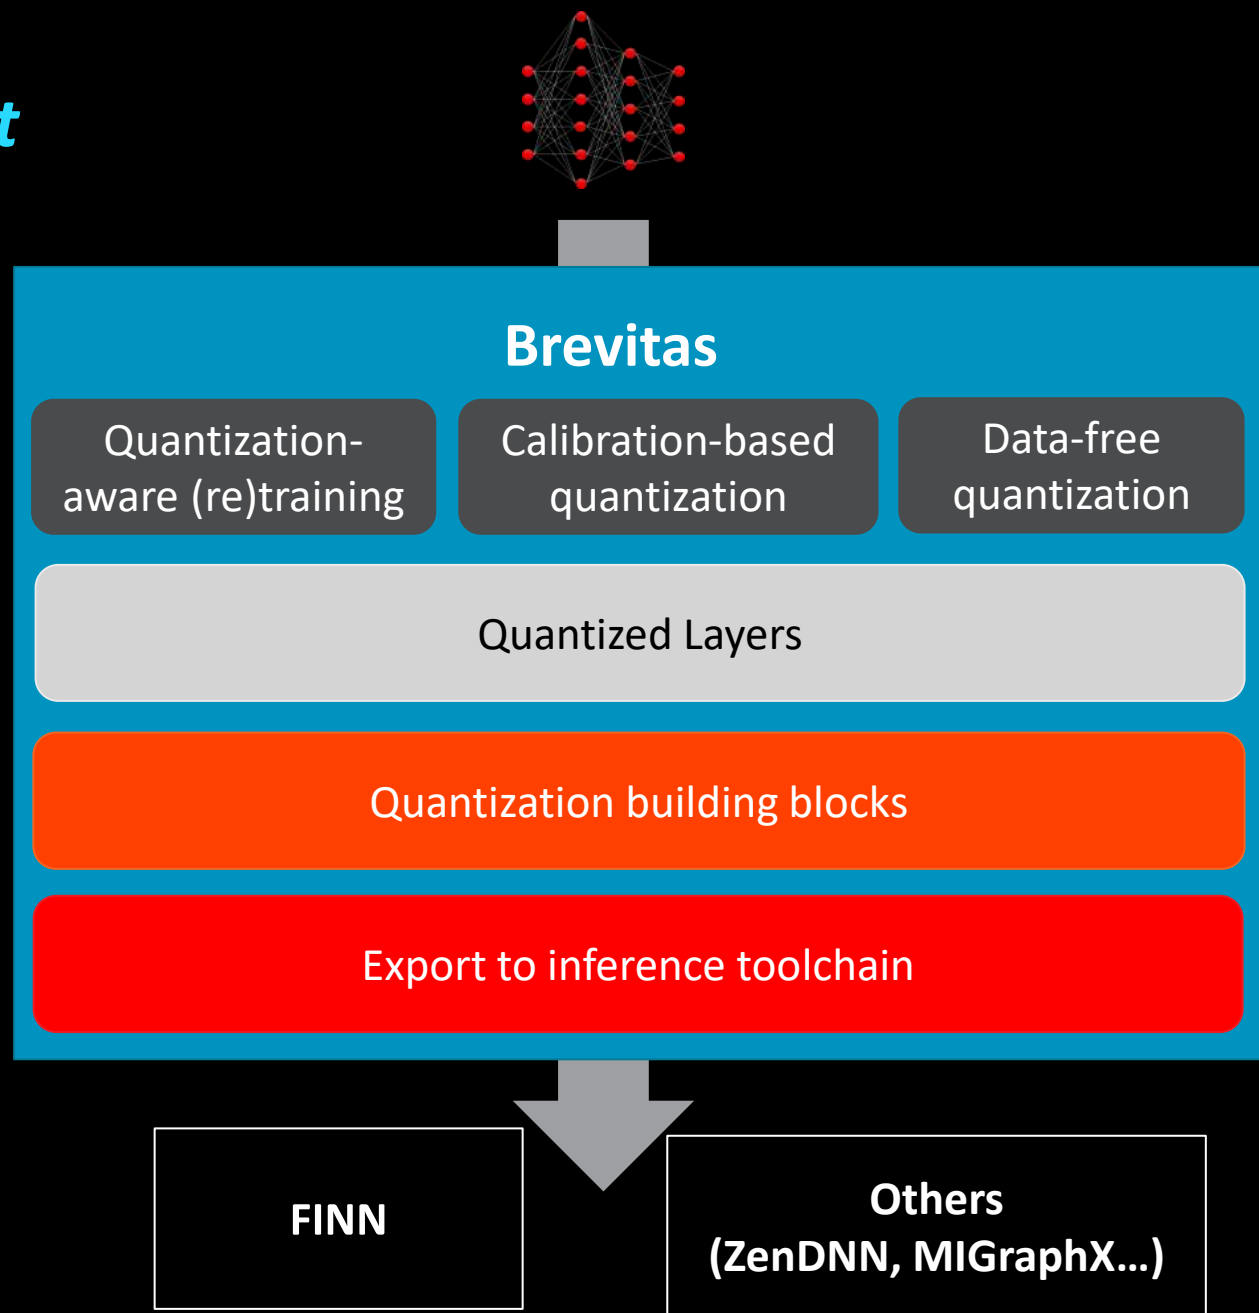 t
Brevitas
Quantization-
aware (re)training
Calibration-based
quantization
Data-free
quantization
Quantized Layers
Quantization building blocks
Export to inference toolchain
FINN
Others
(ZenDNN, MIGraphX...)